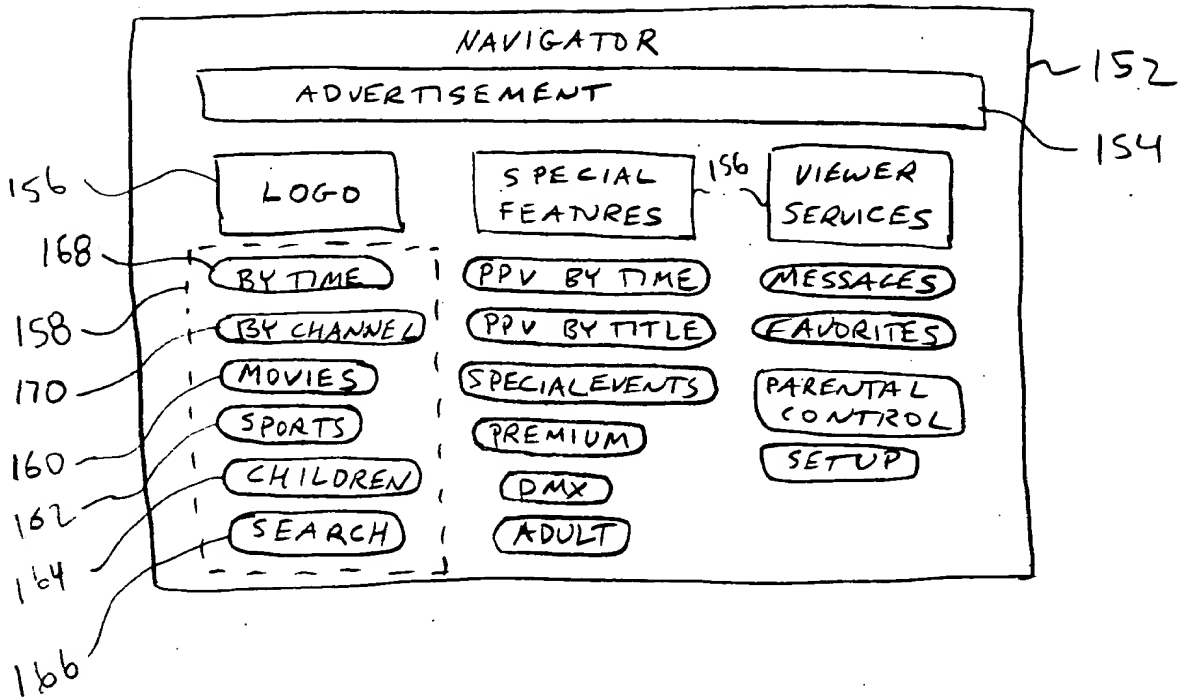 NAVIGATOR
152
ADVERTISEMENT
154
156
LOGO
SPECIAL
FEATURES
156
VIEWER
SERVICES
168
BY TIME
PPV BY TIME
MESSAGES
158
BY CHANNEL
PPV BY TITLE
FAVORITES
170
MOVIES
SPECIAL EVENTS
PARENTAL
CONTROL
160
SPORTS
PREMIUM
SETUP
162
CHILDREN
DMX
164
SEARCH
ADULT
166